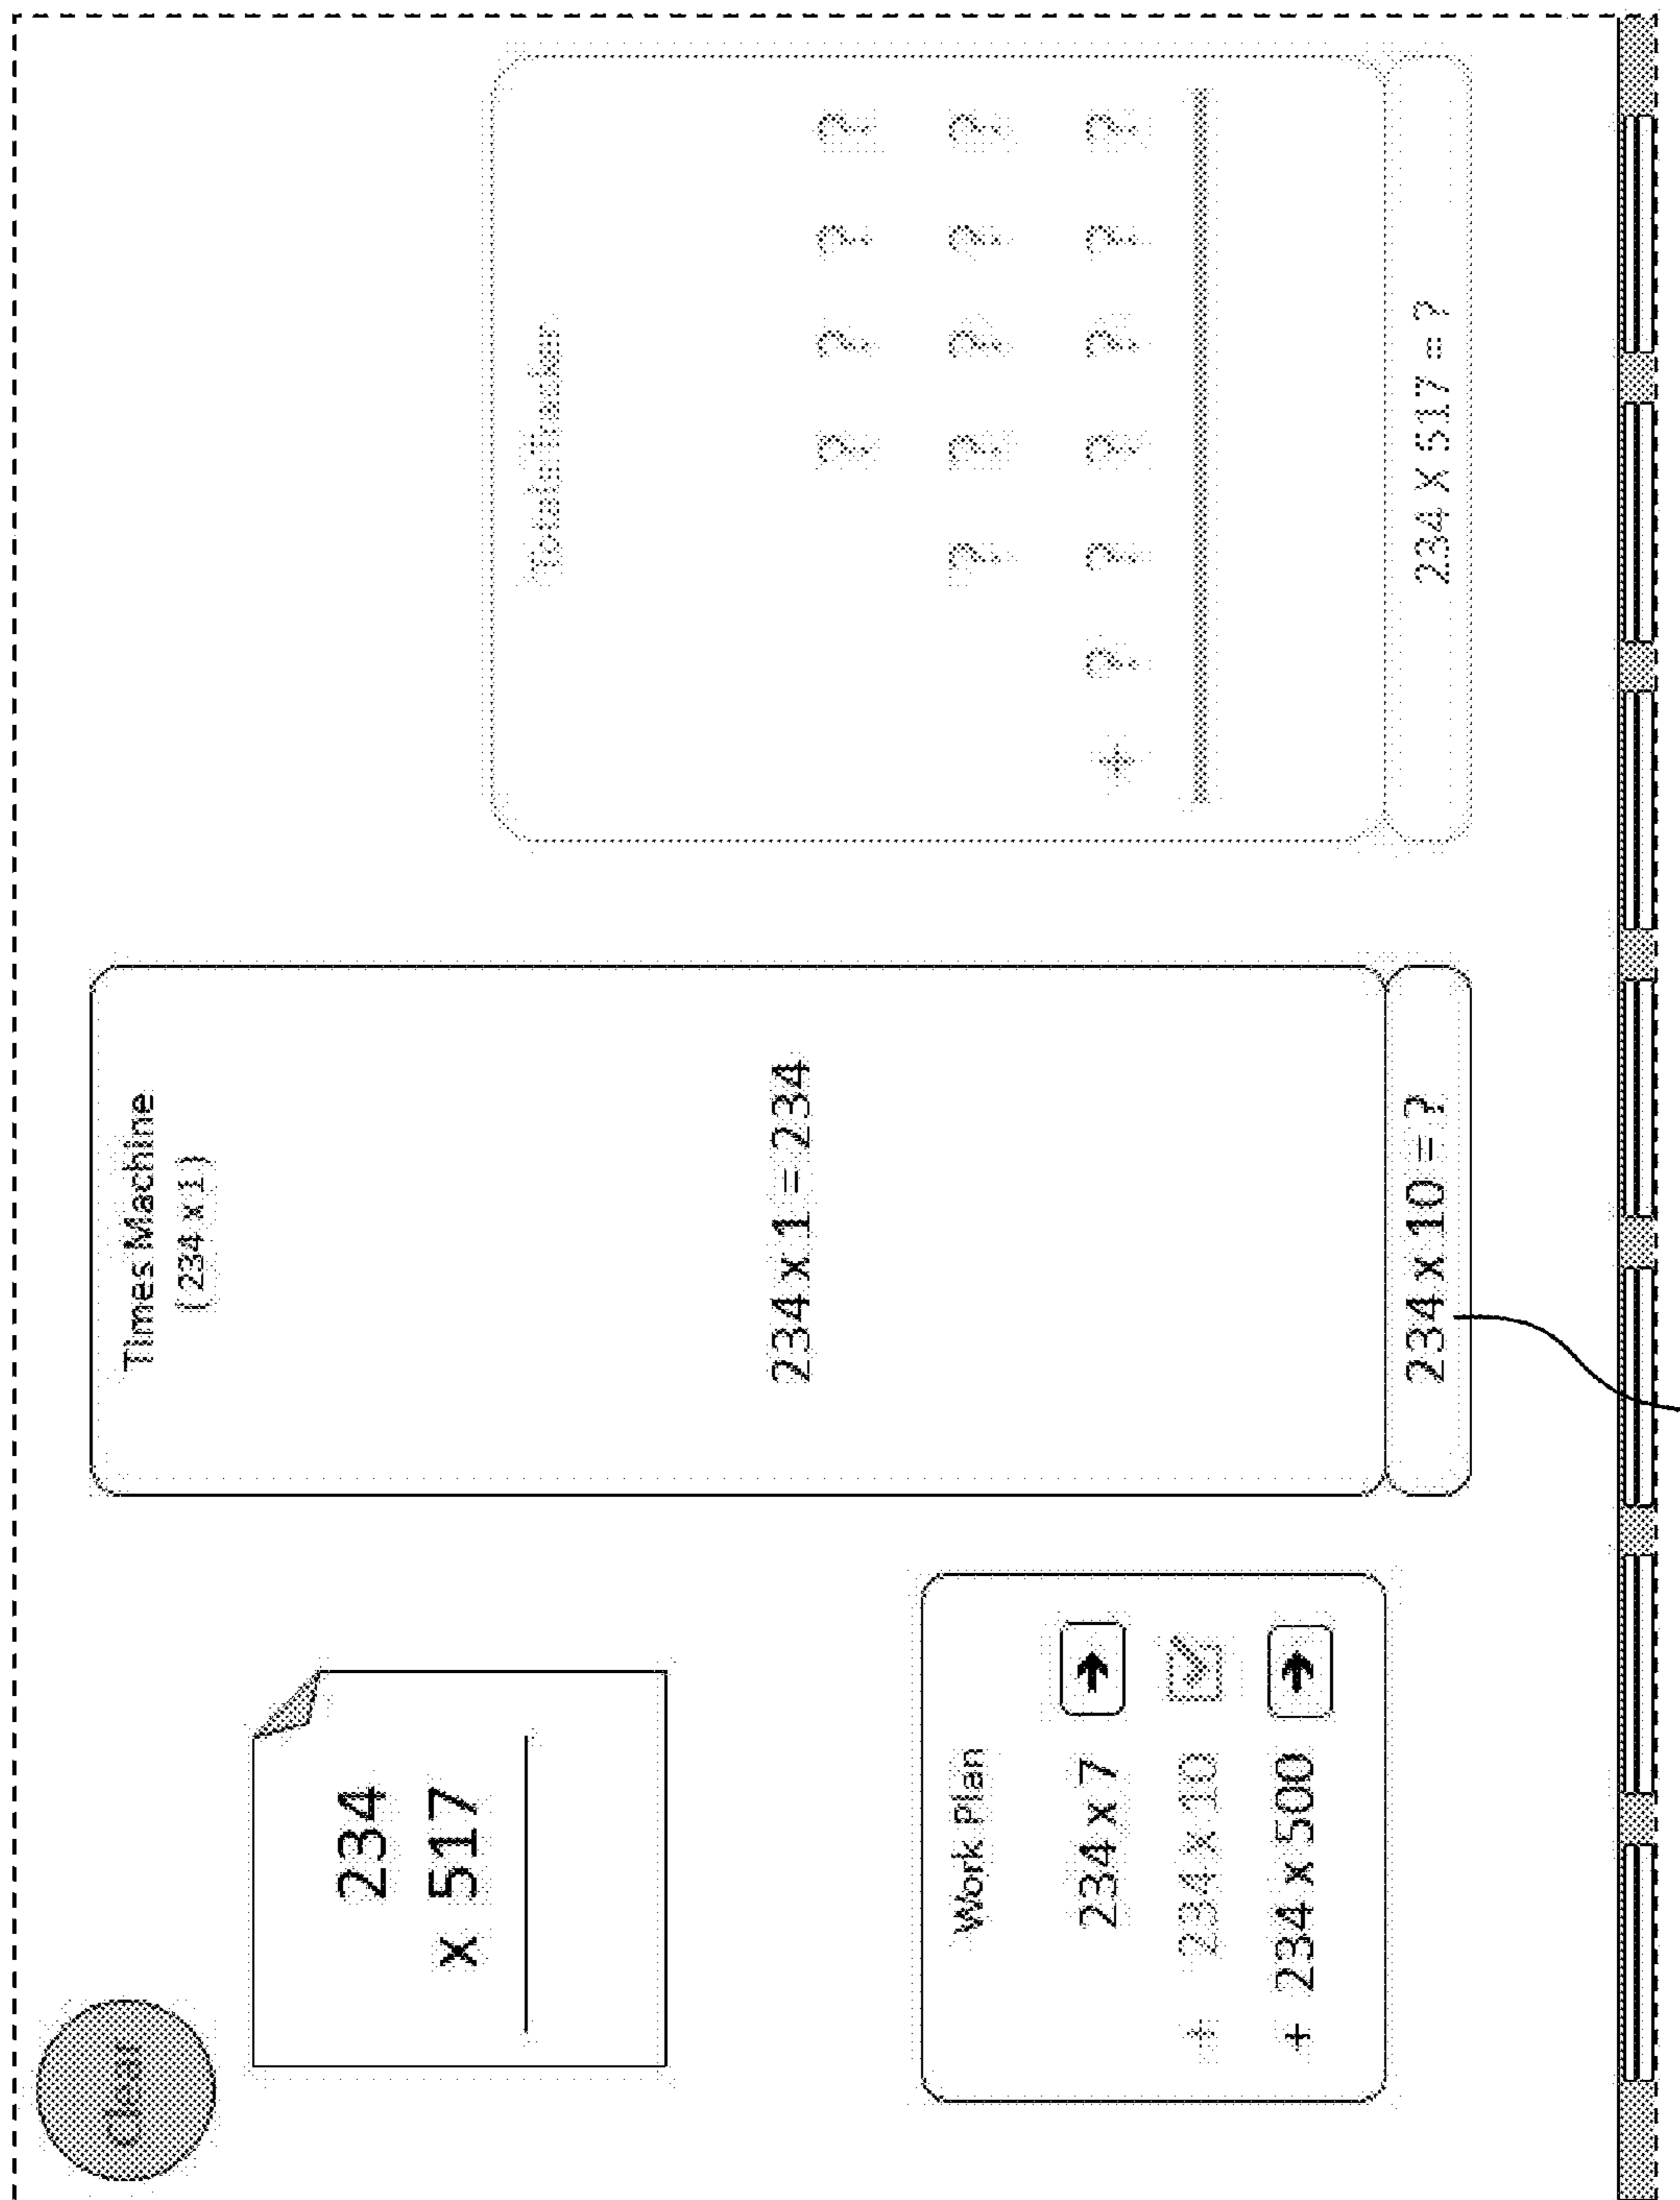 Clear
234
x 517
Work Plan
234 x 7
+ 234 x 10
+ 234 x 500
Times Machine
(234 x 1)
234 x 1 = 234
234 x 10 = ?
Totals Tracker
? ? ? ?
? ? ? ? ?
+ ? ? ? ? ? ?
234 X 517 = ?